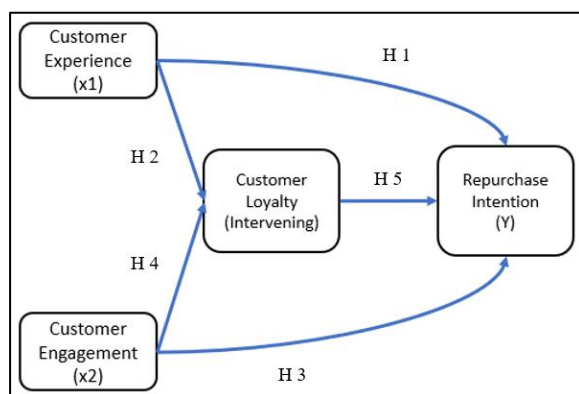 Customer
Experience
(x1)
H 1
H 2
Customer
Loyalty
(Intervening)
H 5
Repurchase
Intention
(Y)
H 4
Customer
Engagement
(x2)
H 3